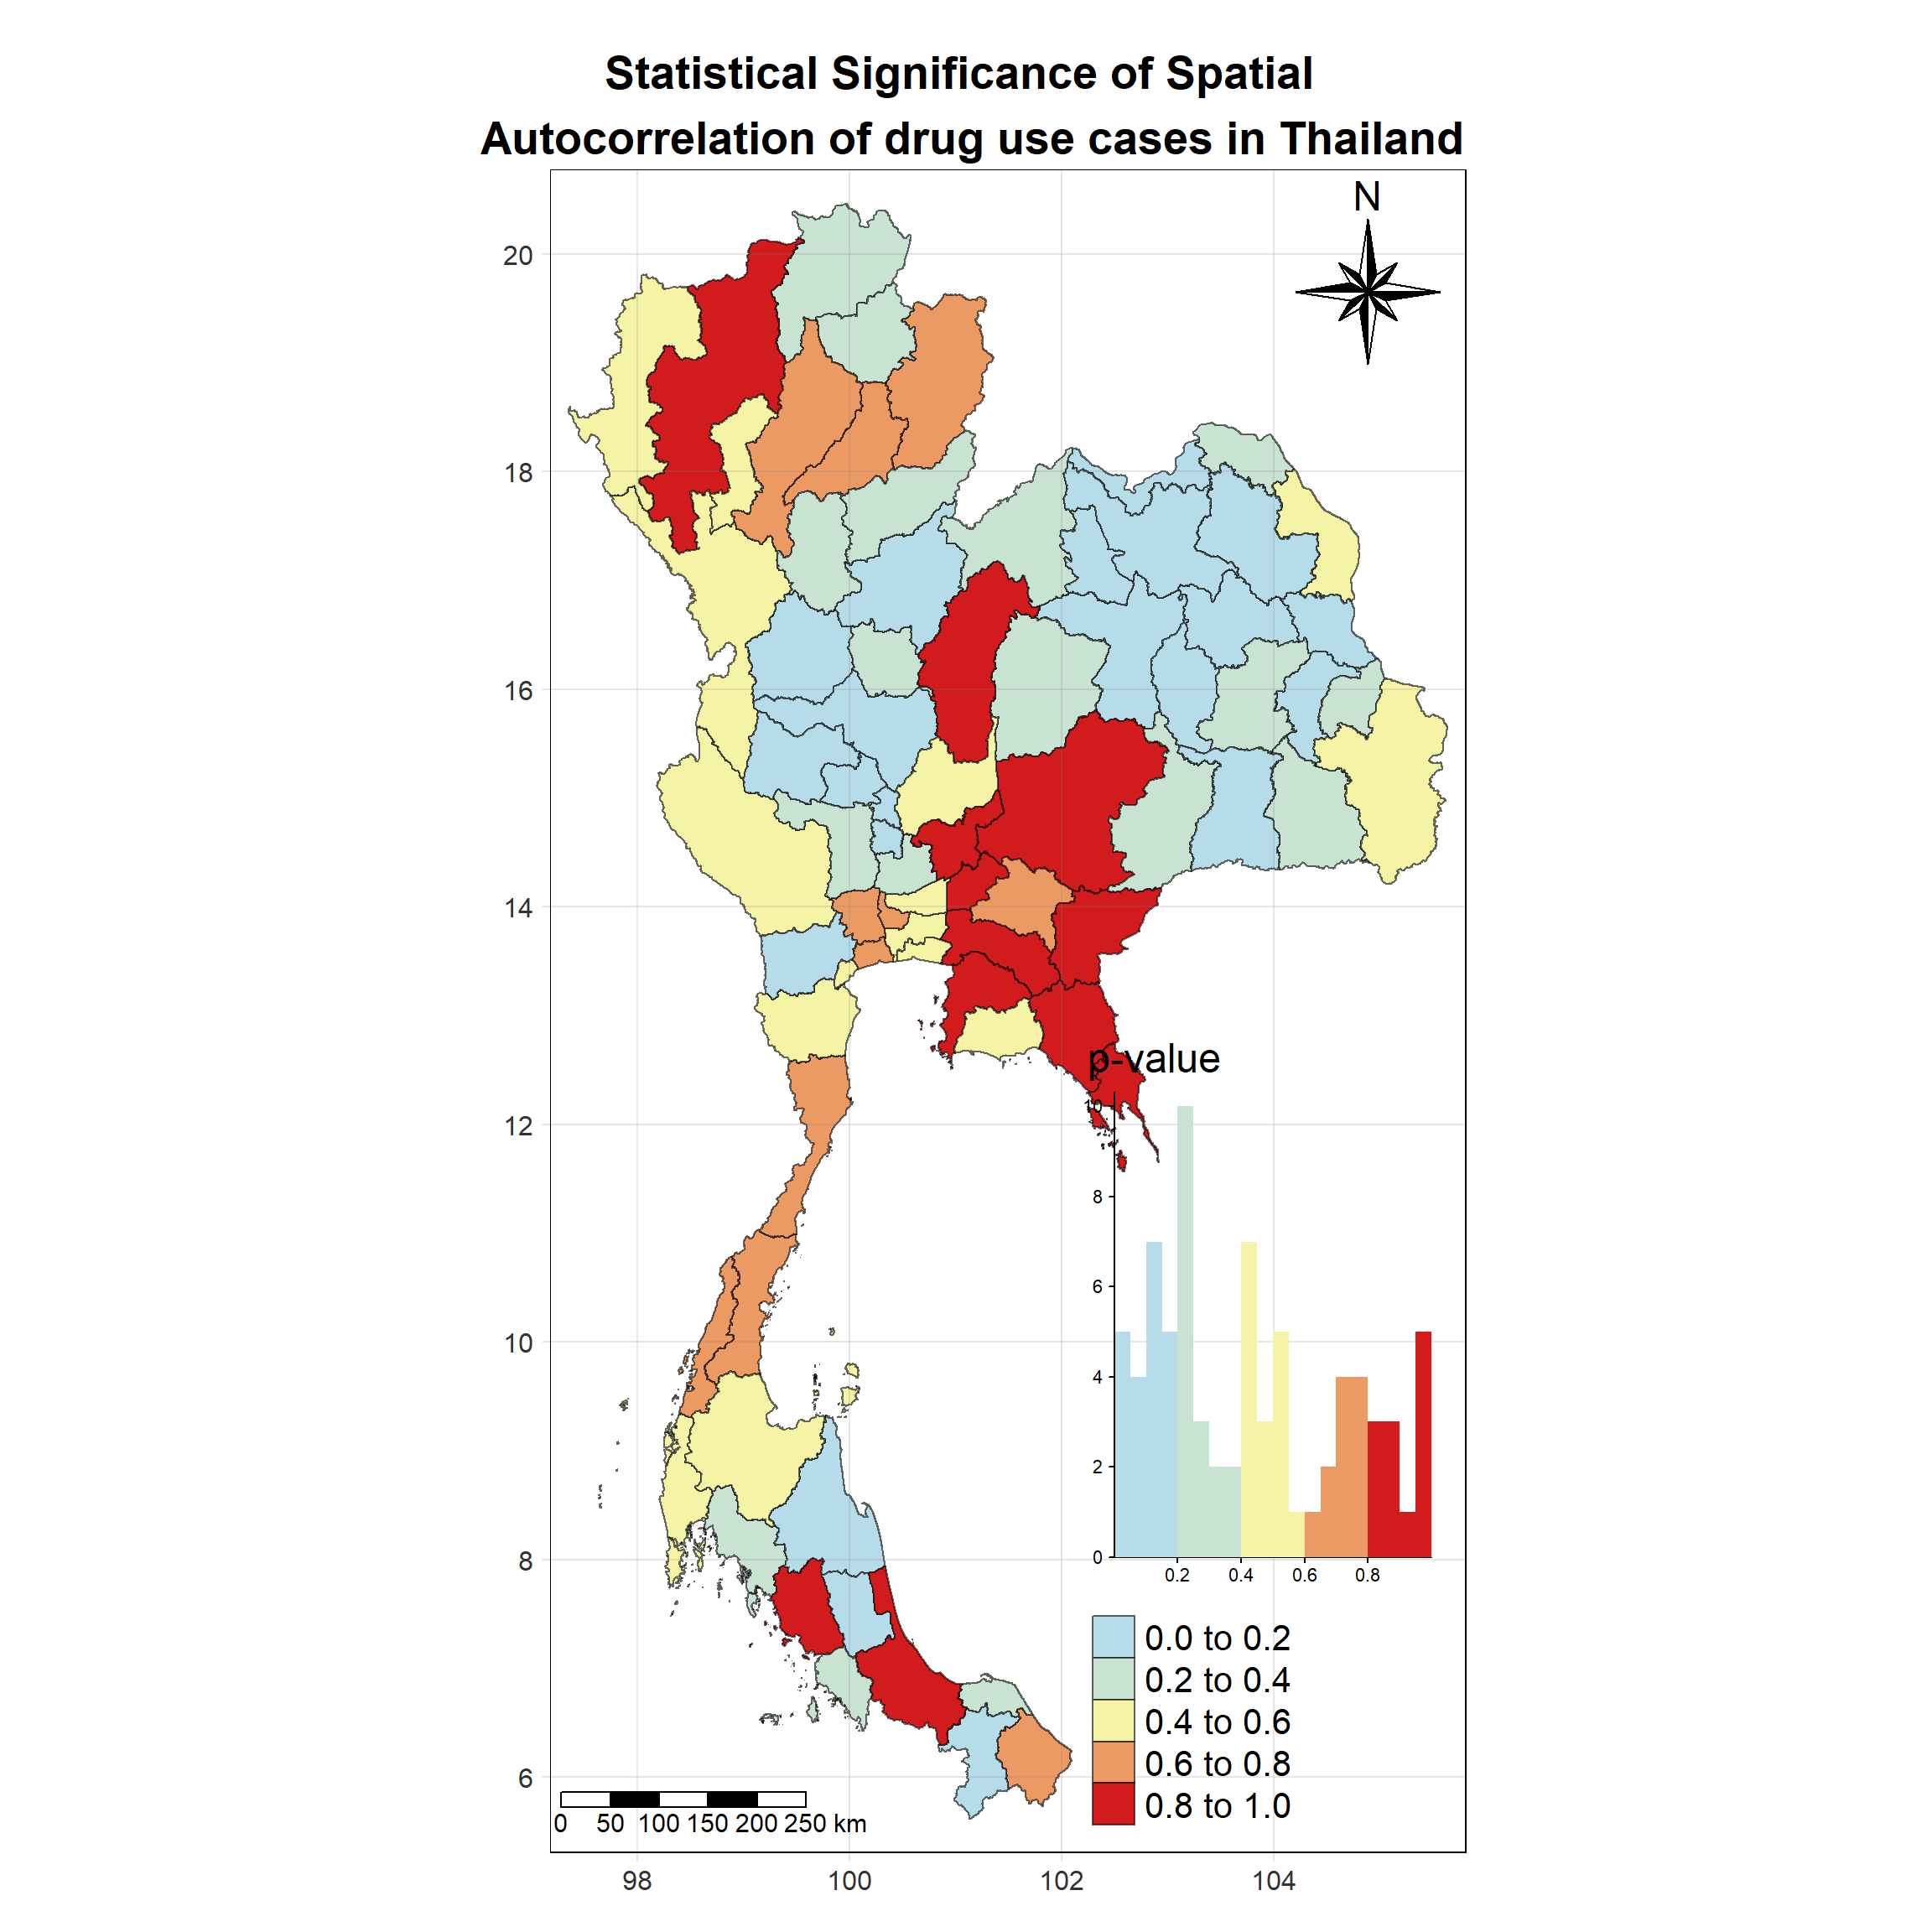 Statistical Significance of Spatial
Autocorrelation of drug use cases in Thailand
N
20
18
16
14
12
10
8
6
98 100 102 104
p-value
10
8
6
4
2
0
0.2 0.4 0.6 0.8
0.0 to 0.2
0.2 to 0.4
0.4 to 0.6
0.6 to 0.8
0.8 to 1.0
0 50 100 150 200 250 km